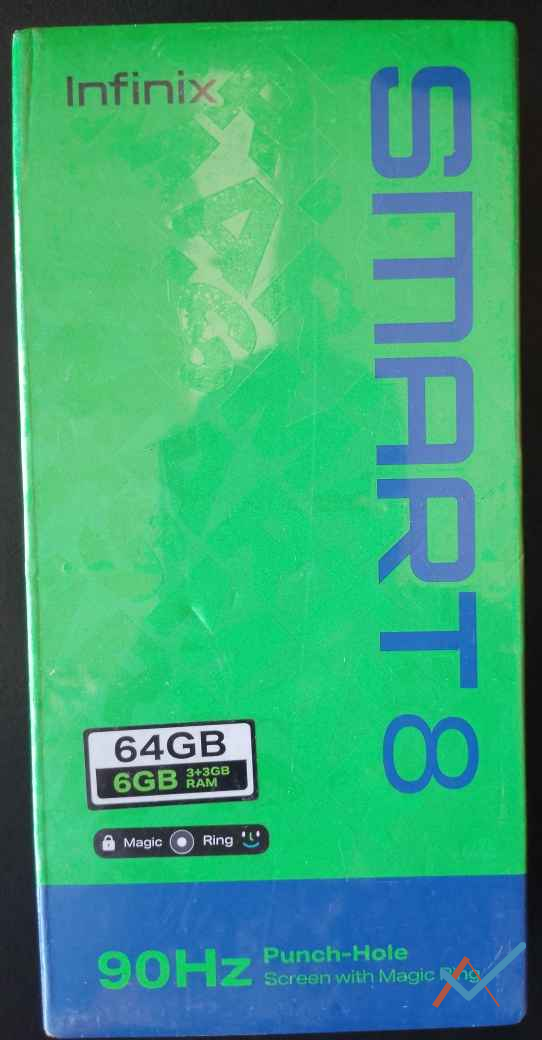 Infinix
SMART 8
64GB
6GB 3+3GB RAM
Magic Ring
90Hz Punch-Hole
Screen with Magic Ring